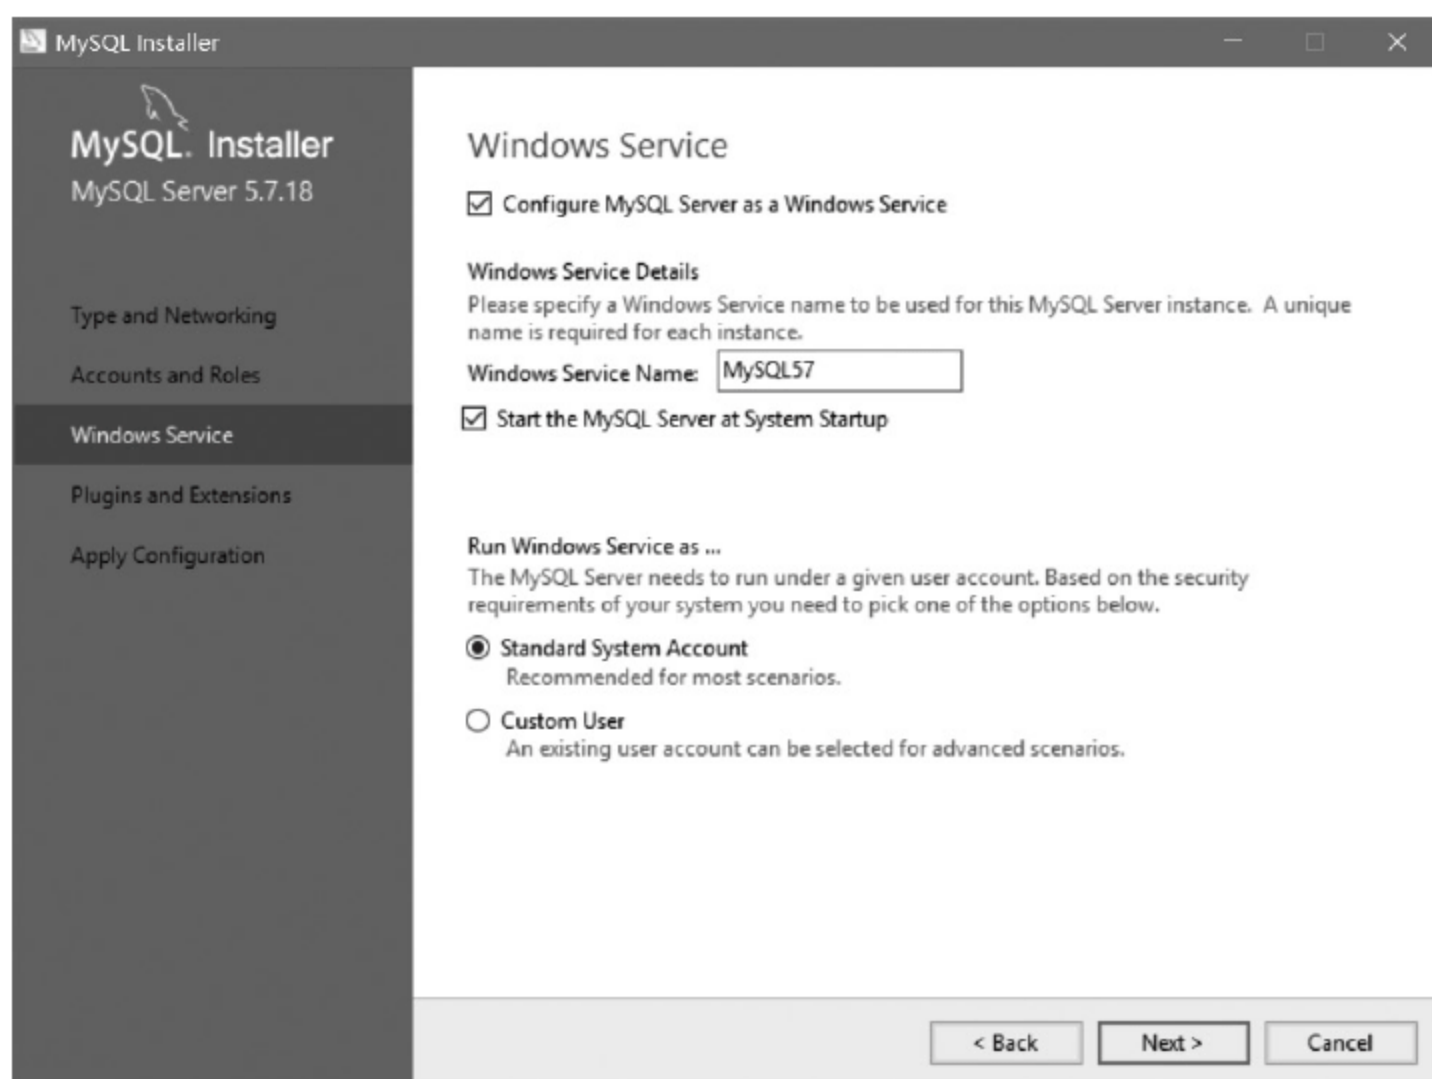 MySQL Installer
MySQL. Installer
MySQL Server 5.7.18
Type and Networking
Accounts and Roles
Windows Service
Plugins and Extensions
Apply Configuration
Windows Service
Configure MySQL Server as a Windows Service
Windows Service Details
Please specify a Windows Service name to be used for this MySQL Server instance. A unique
name is required for each instance.
Windows Service Name: MySQL57
Start the MySQL Server at System Startup
Run Windows Service as ...
The MySQL Server needs to run under a given user account. Based on the security
requirements of your system you need to pick one of the options below.
Standard System Account
Recommended for most scenarios.
Custom User
An existing user account can be selected for advanced scenarios.
< Back Next > Cancel